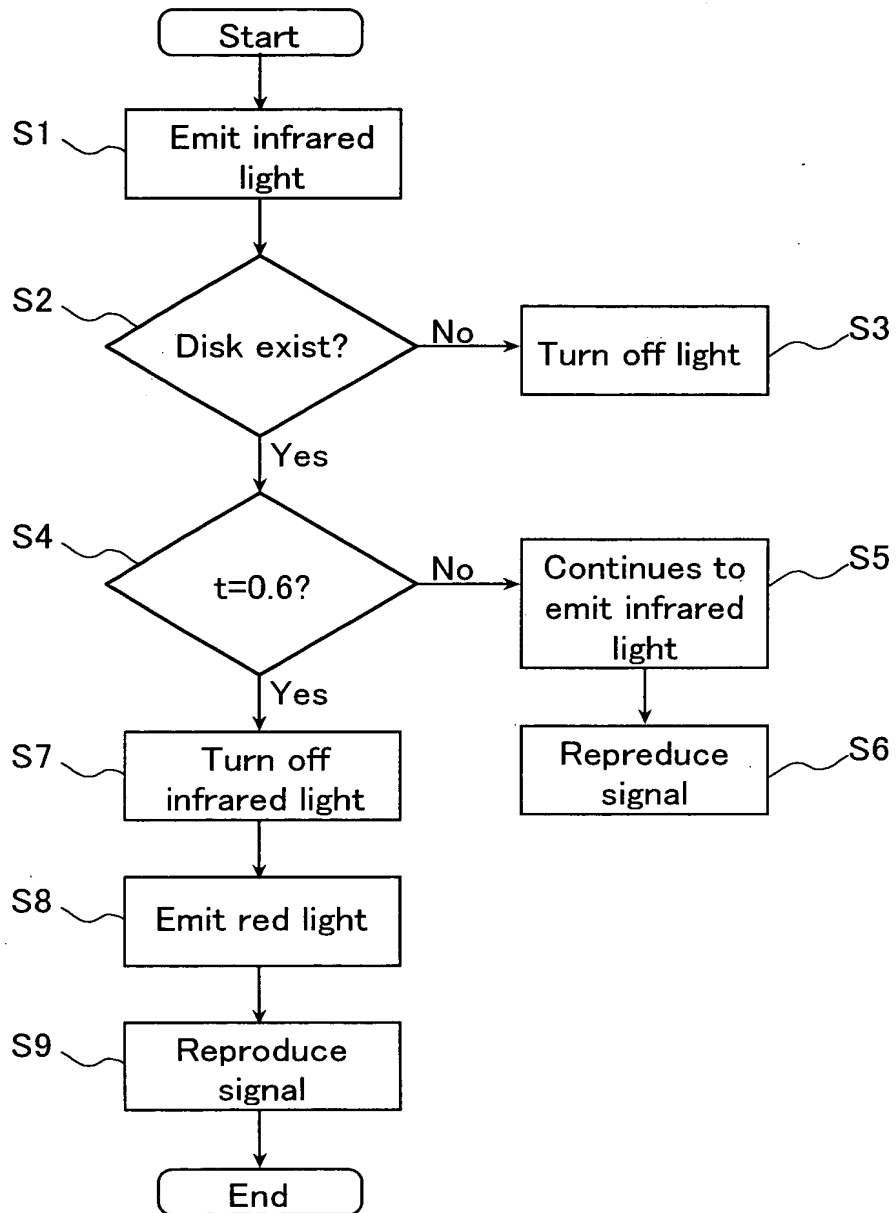 Start
S1
Emit infrared
light
S2
Disk exist?
No
Turn off light
S3
Yes
S4
t=0.6?
No
Continues to
emit infrared
light
S5
Yes
S7
Turn off
infrared light
Repreduce
signal
S6
S8
Emit red light
S9
Reproduce
signal
End